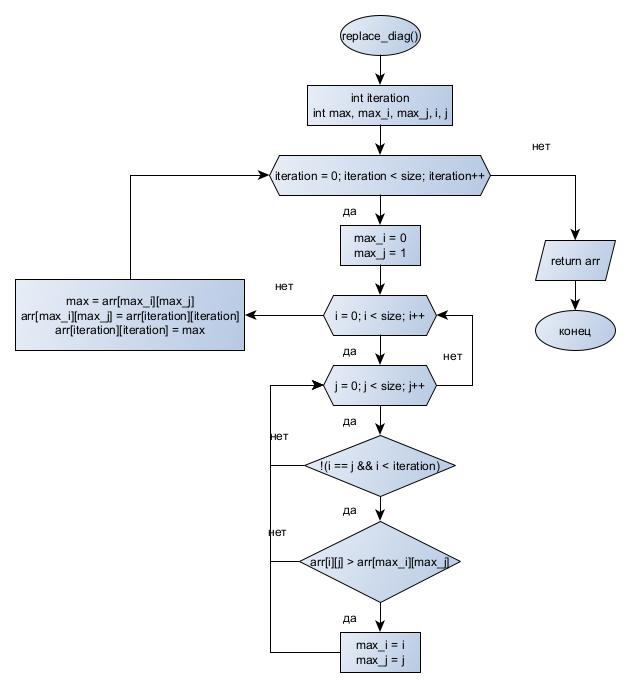 replace_diag()
int iteration
int max, max_i, max_j, i, j
нет
iteration = 0; iteration < size; iteration++
да
max_i = 0
max_j = 1
return arr
нет
max = arr[max_i][max_j]
arr[max_i][max_j] = arr[iteration][iteration]
arr[iteration][iteration] = max
i = 0; i < size; i++
конец
да
нет
j = 0; j < size; j++
да
нет
!(i == j && i < iteration)
да
нет
arr[i][j] > arr[max_i][max_j]
да
max_i = i
max_j = j